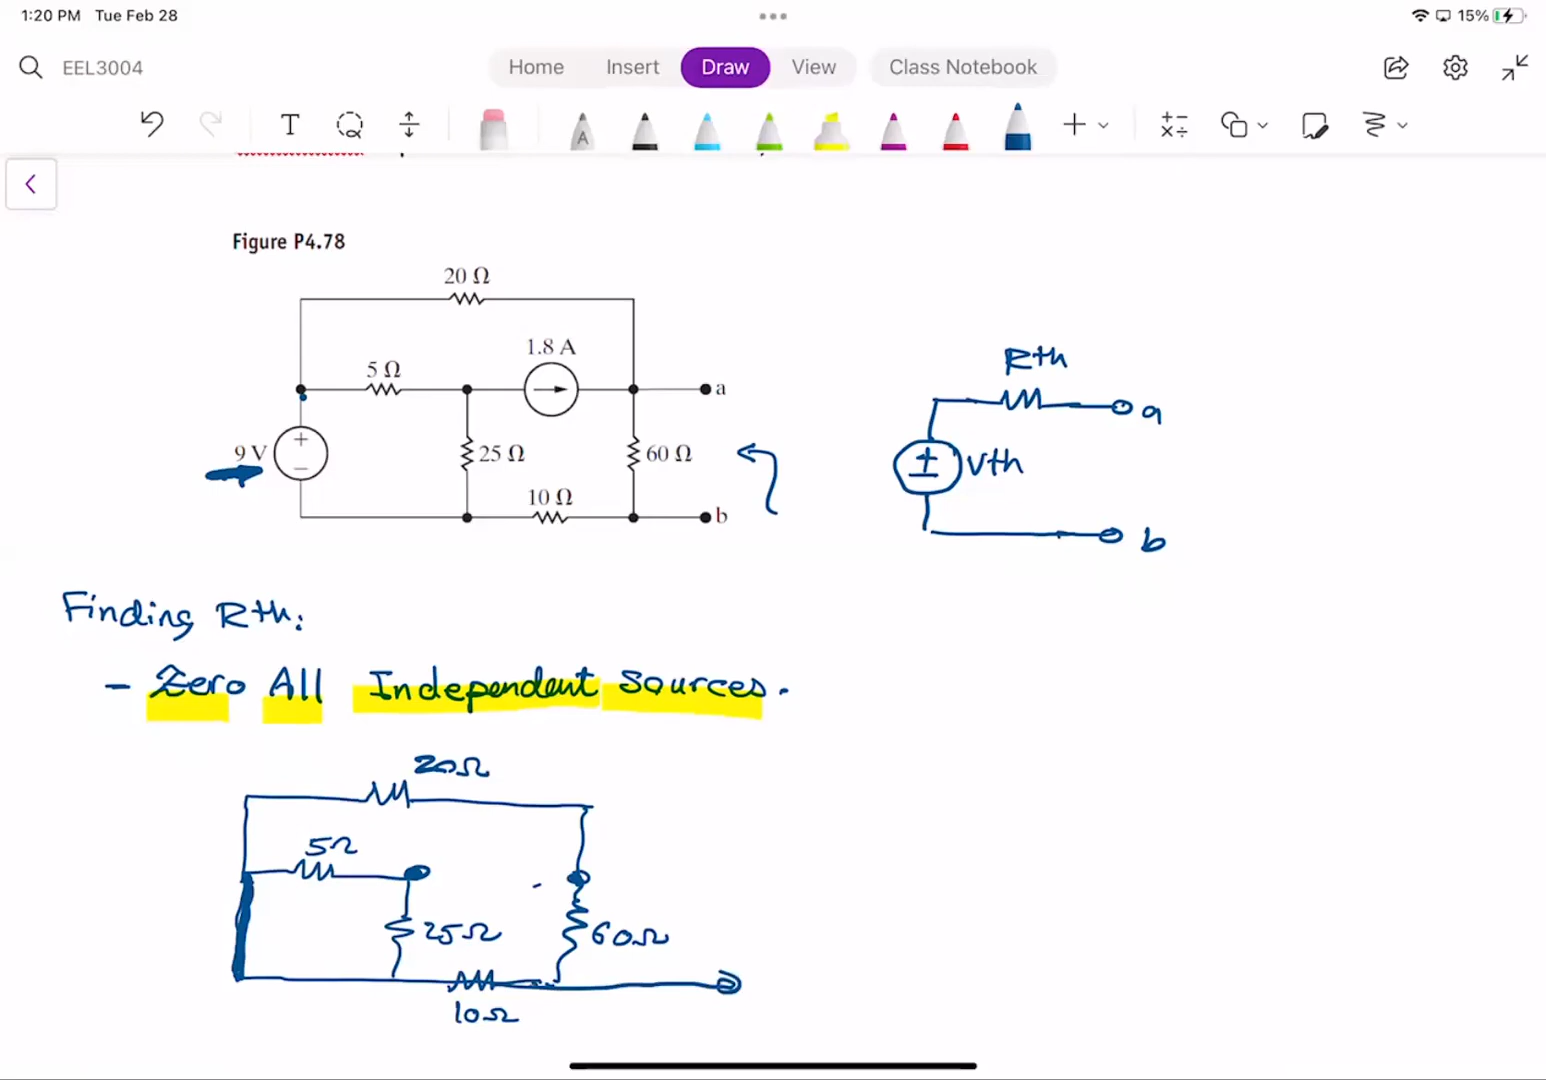 1:20 PM Tue Feb 28
15%
EEL3004
Home Insert Draw View Class Notebook
T
A
Figure P4.78
20 Ω
1.8 A
5 Ω
a
9 V
+
−
25 Ω
60 Ω
10 Ω
b
Rth
a
± Vth
b
Finding Rth:
- Zero All Independent Sources.
20Ω
5Ω
25Ω
60Ω
10Ω